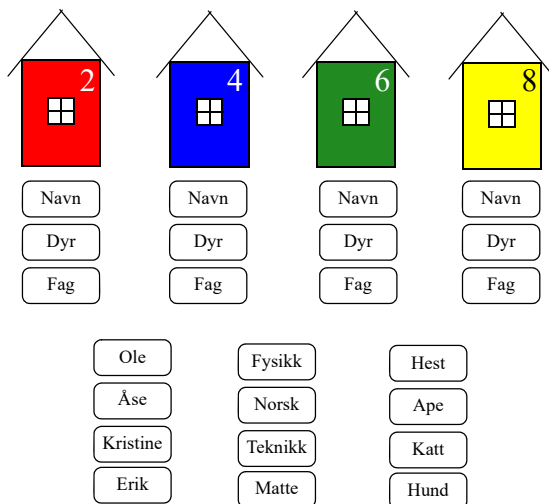 2 4 6 8
Navn Navn Navn Navn
Dyr Dyr Dyr Dyr
Fag Fag Fag Fag
Ole Fysikk Hest
Åse Norsk Ape
Kristine Teknikk Katt
Erik Matte Hund